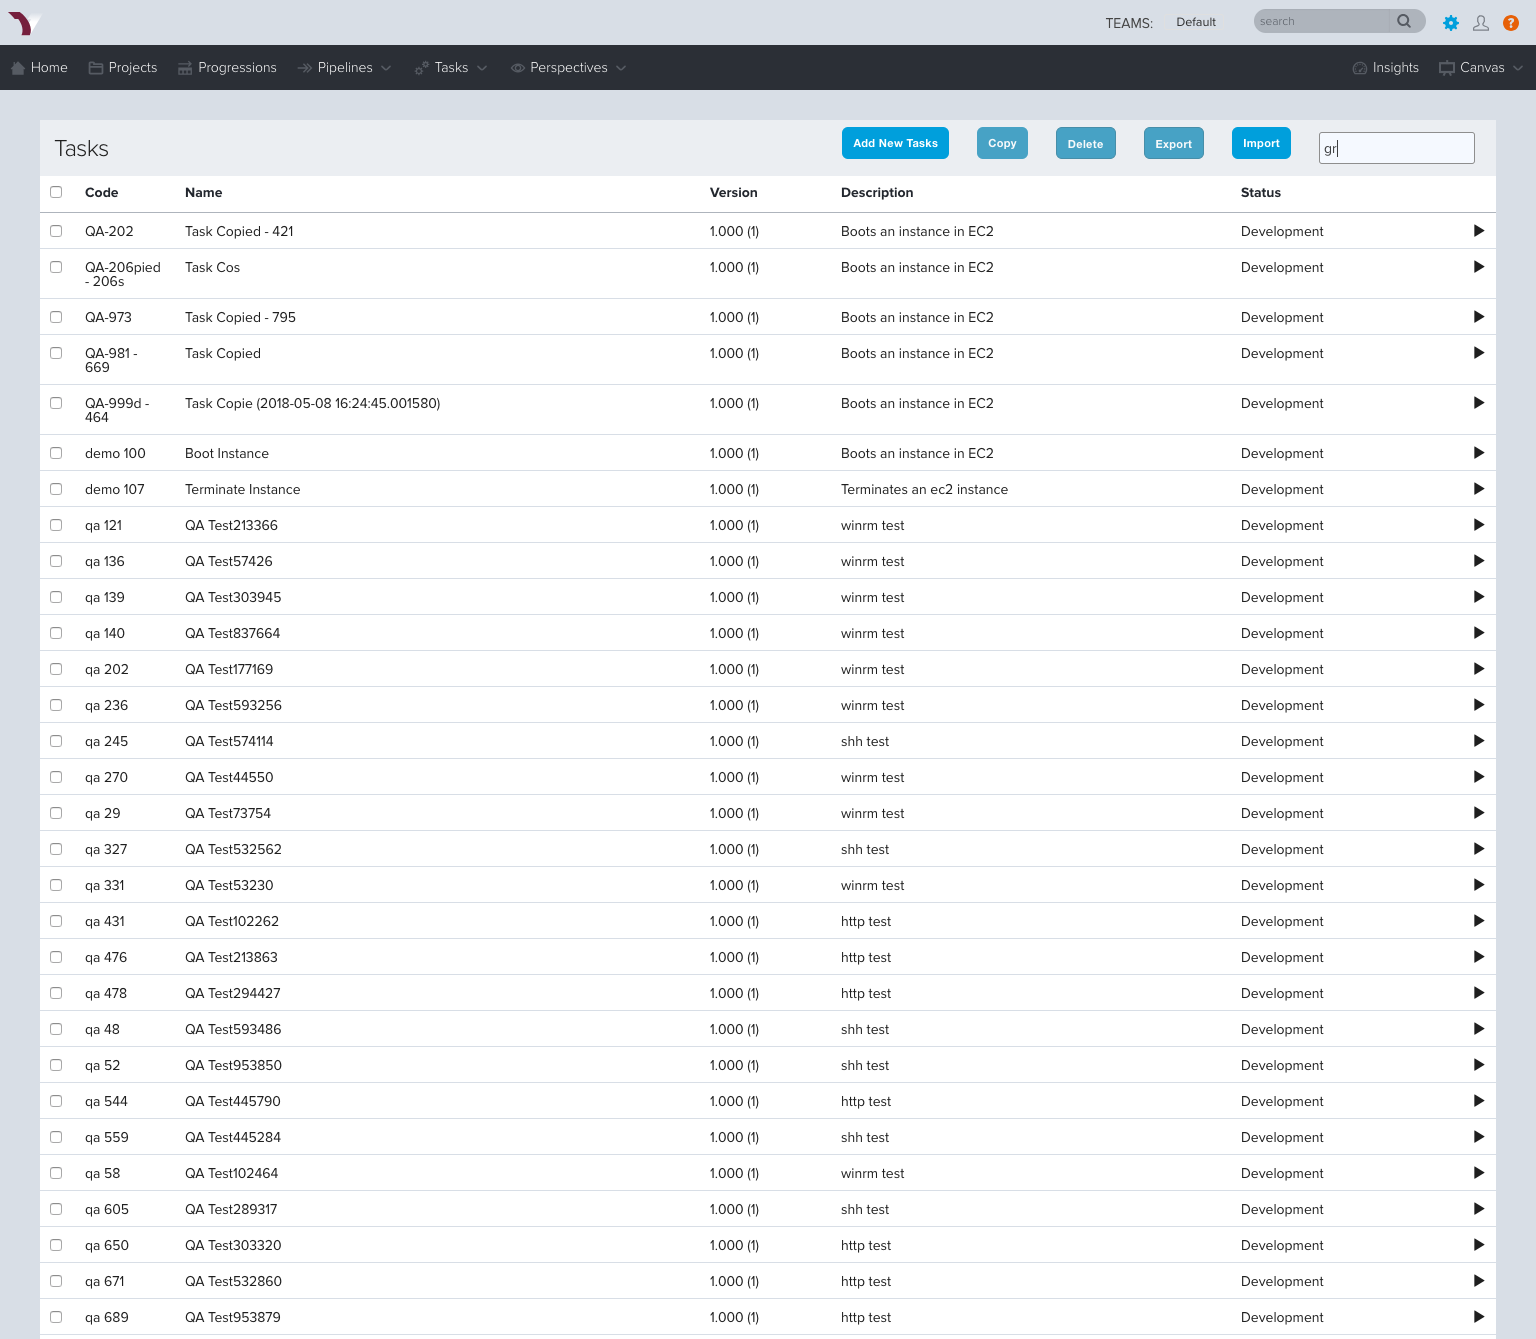 TEAMS: Default search
Home Projects Progressions Pipelines Tasks Perspectives Insights Canvas
Tasks Add New Tasks Copy Delete Export Import gr
Code Name Version Description Status
QA-202 Task Copied - 421 1.000 (1) Boots an instance in EC2 Development
QA-206pied Task Cos 1.000 (1) Boots an instance in EC2 Development
- 206s
QA-973 Task Copied - 795 1.000 (1) Boots an instance in EC2 Development
QA-981 - Task Copied 1.000 (1) Boots an instance in EC2 Development
669
QA-999d - Task Copie (2018-05-08 16:24:45.001580) 1.000 (1) Boots an instance in EC2 Development
464
demo 100 Boot Instance 1.000 (1) Boots an instance in EC2 Development
demo 107 Terminate Instance 1.000 (1) Terminates an ec2 instance Development
qa 121 QA Test213366 1.000 (1) winrm test Development
qa 136 QA Test57426 1.000 (1) winrm test Development
qa 139 QA Test303945 1.000 (1) winrm test Development
qa 140 QA Test837664 1.000 (1) winrm test Development
qa 202 QA Test177169 1.000 (1) winrm test Development
qa 236 QA Test593256 1.000 (1) winrm test Development
qa 245 QA Test574114 1.000 (1) shh test Development
qa 270 QA Test44550 1.000 (1) winrm test Development
qa 29 QA Test73754 1.000 (1) winrm test Development
qa 327 QA Test532562 1.000 (1) shh test Development
qa 331 QA Test53230 1.000 (1) winrm test Development
qa 431 QA Test102262 1.000 (1) http test Development
qa 476 QA Test213863 1.000 (1) http test Development
qa 478 QA Test294427 1.000 (1) http test Development
qa 48 QA Test593486 1.000 (1) shh test Development
qa 52 QA Test953850 1.000 (1) shh test Development
qa 544 QA Test445790 1.000 (1) http test Development
qa 559 QA Test445284 1.000 (1) shh test Development
qa 58 QA Test102464 1.000 (1) winrm test Development
qa 605 QA Test289317 1.000 (1) shh test Development
qa 650 QA Test303320 1.000 (1) http test Development
qa 671 QA Test532860 1.000 (1) http test Development
qa 689 QA Test953879 1.000 (1) http test Development